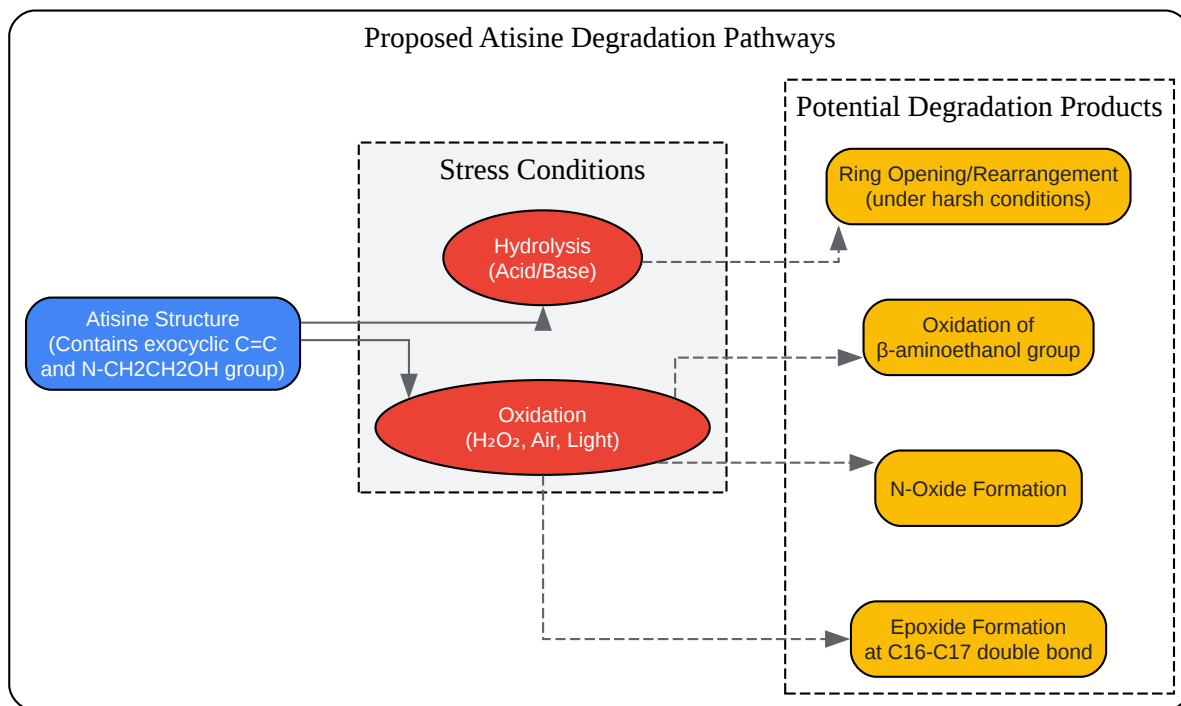 Proposed Atisine Degradation Pathways
Potential Degradation Products
Stress Conditions
Ring Opening/Rearrangement
(under harsh conditions)
Hydrolysis
(Acid/Base)
Atisine Structure
(Contains exocyclic C=C
and N-CH2CH2OH group)
Oxidation of
β-aminoethanol group
Oxidation
(H₂O₂, Air, Light)
N-Oxide Formation
Epoxide Formation
at C16-C17 double bond